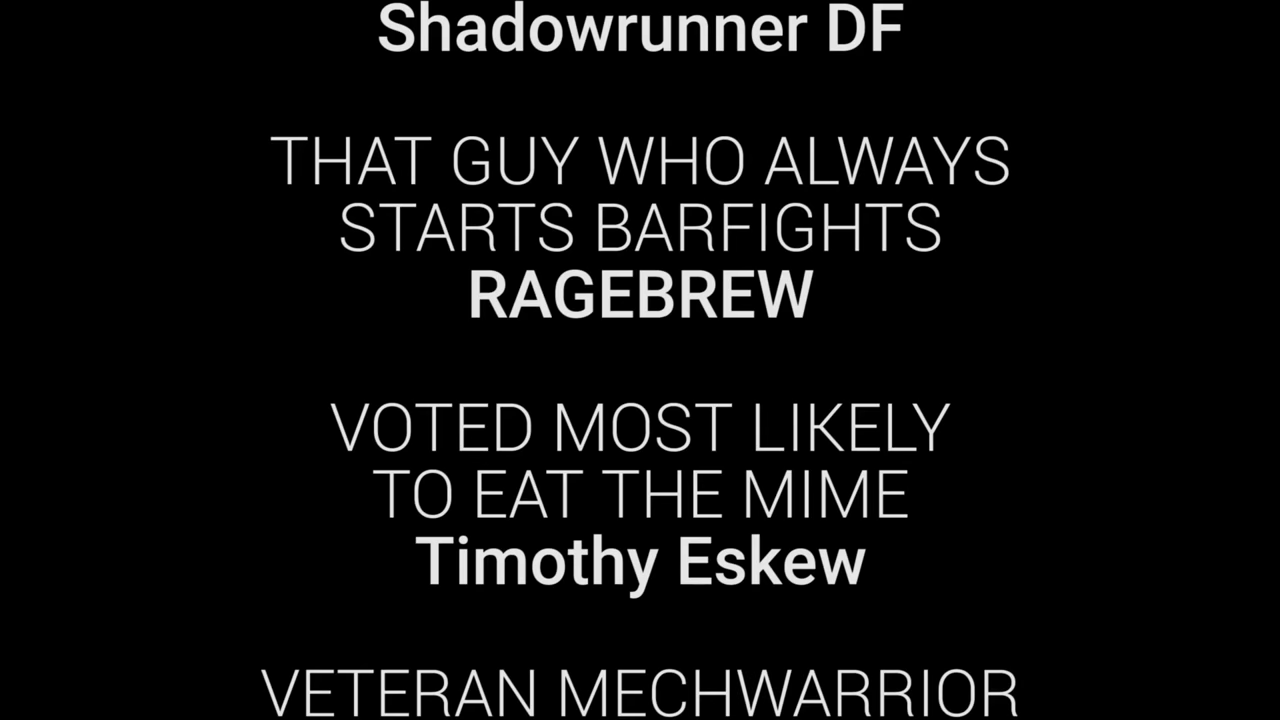 Shadowrunner DF
THAT GUY WHO ALWAYS
STARTS BARFIGHTS
RAGEBREW
VOTED MOST LIKELY
TO EAT THE MIME
Timothy Eskew
VETERAN MECHWARRIOR